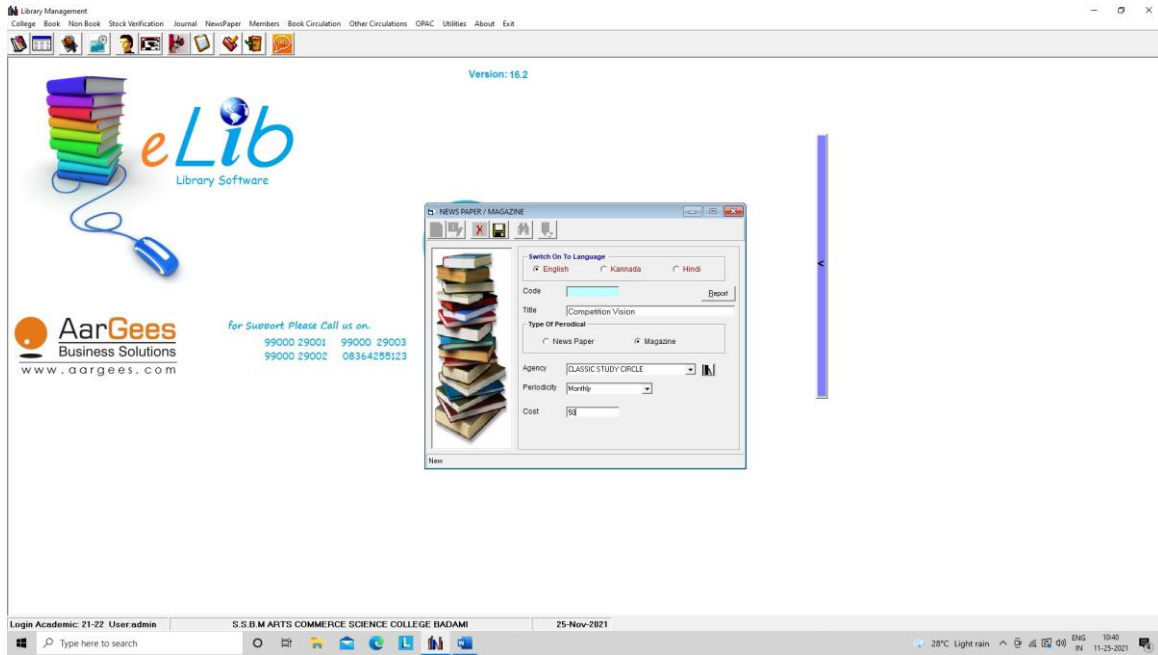 Library Management
College Book Non Book Stock Verification Journal NewsPaper Members Book Circulation Other Circulations OPAC Utilities About Exit
Version: 16.2
eLib
Library Software
AarGees
Business Solutions
www.aargees.com
for Support Please Call us on.
99000 29001 99000 29003
99000 29002 08364255123
<
NEWS PAPER / MAGAZINE
Switch On To Language
English Kannada Hindi
Code
Report
Title Competition Vision
Type Of Perodical
News Paper Magazine
Agency CLASSIC STUDY CIRCLE
Periodicity Monthly
Cost 50
New
Login Academic: 21-22 User:admin S.S.B.M ARTS COMMERCE SCIENCE COLLEGE BADAMI 25-Nov-2021
Type here to search
28°C Light rain
ENG 10:40
IN 11-25-2021